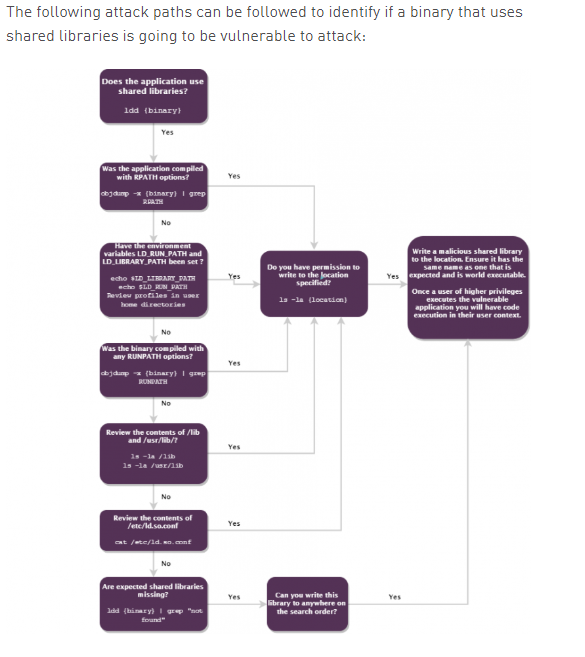 The following attack paths can be followed to identify if a binary that uses
shared libraries is going to be vulnerable to attack:
Does the application use
shared libraries?
ldd {binary}
Yes
Was the application compiled
with RPATH options?
objdump -x {binary} | grep
RPATH
Yes
No
Have the environment
variables LD_RUN_PATH and
LD_LIBRARY_PATH been set?
echo $LD_LIBRARY_PATH
echo $LD_RUN_PATH
Review profiles in user
home directories
Yes
Do you have permission to
write to the location
specified?
ls -la {location}
Yes
Write a malicious shared library
to the location. Ensure it has the
same name as one that is
expected and is world executable.
Once a user of higher privileges
executes the vulnerable
application you will have code
execution in their user context.
No
Was the binary compiled with
any RUNPATH options?
objdump -x {binary} | grep
RUNPATH
Yes
No
Review the contents of /lib
and /usr/lib/?
ls -la /lib
ls -la /usr/lib
Yes
No
Review the contents of
/etc/ld.so.conf
cat /etc/ld.so.conf
Yes
No
Are expected shared libraries
missing?
ldd {binary} | grep "not
found"
Yes
Can you write this
library to anywhere on
the search order?
Yes